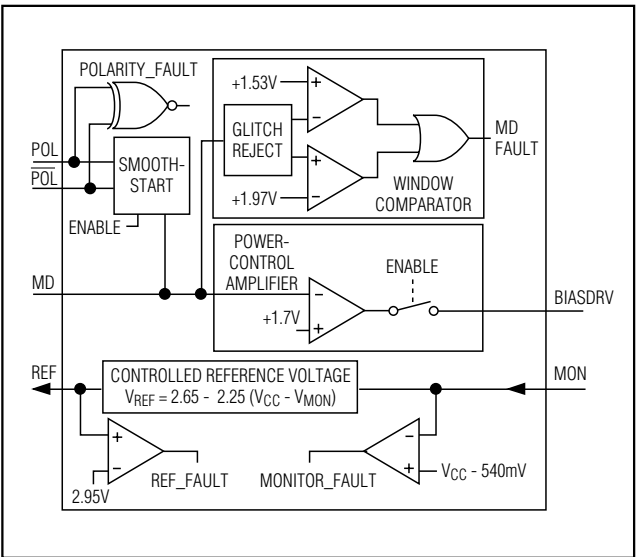 POLARITY_FAULT
+1.53V
GLITCH
REJECT
MD
FAULT
WINDOW
COMPARATOR
+1.97V
POL
P̅O̅L̅
SMOOTH-
START
ENABLE
POWER-
CONTROL
AMPLIFIER
ENABLE
MD
+1.7V
BIASDRV
REF
CONTROLLED REFERENCE VOLTAGE
VREF = 2.65 - 2.25 (VCC - VMON)
MON
2.95V
REF_FAULT
MONITOR_FAULT
VCC - 540mV
+
−
+
−
−
+
+
−
−
+